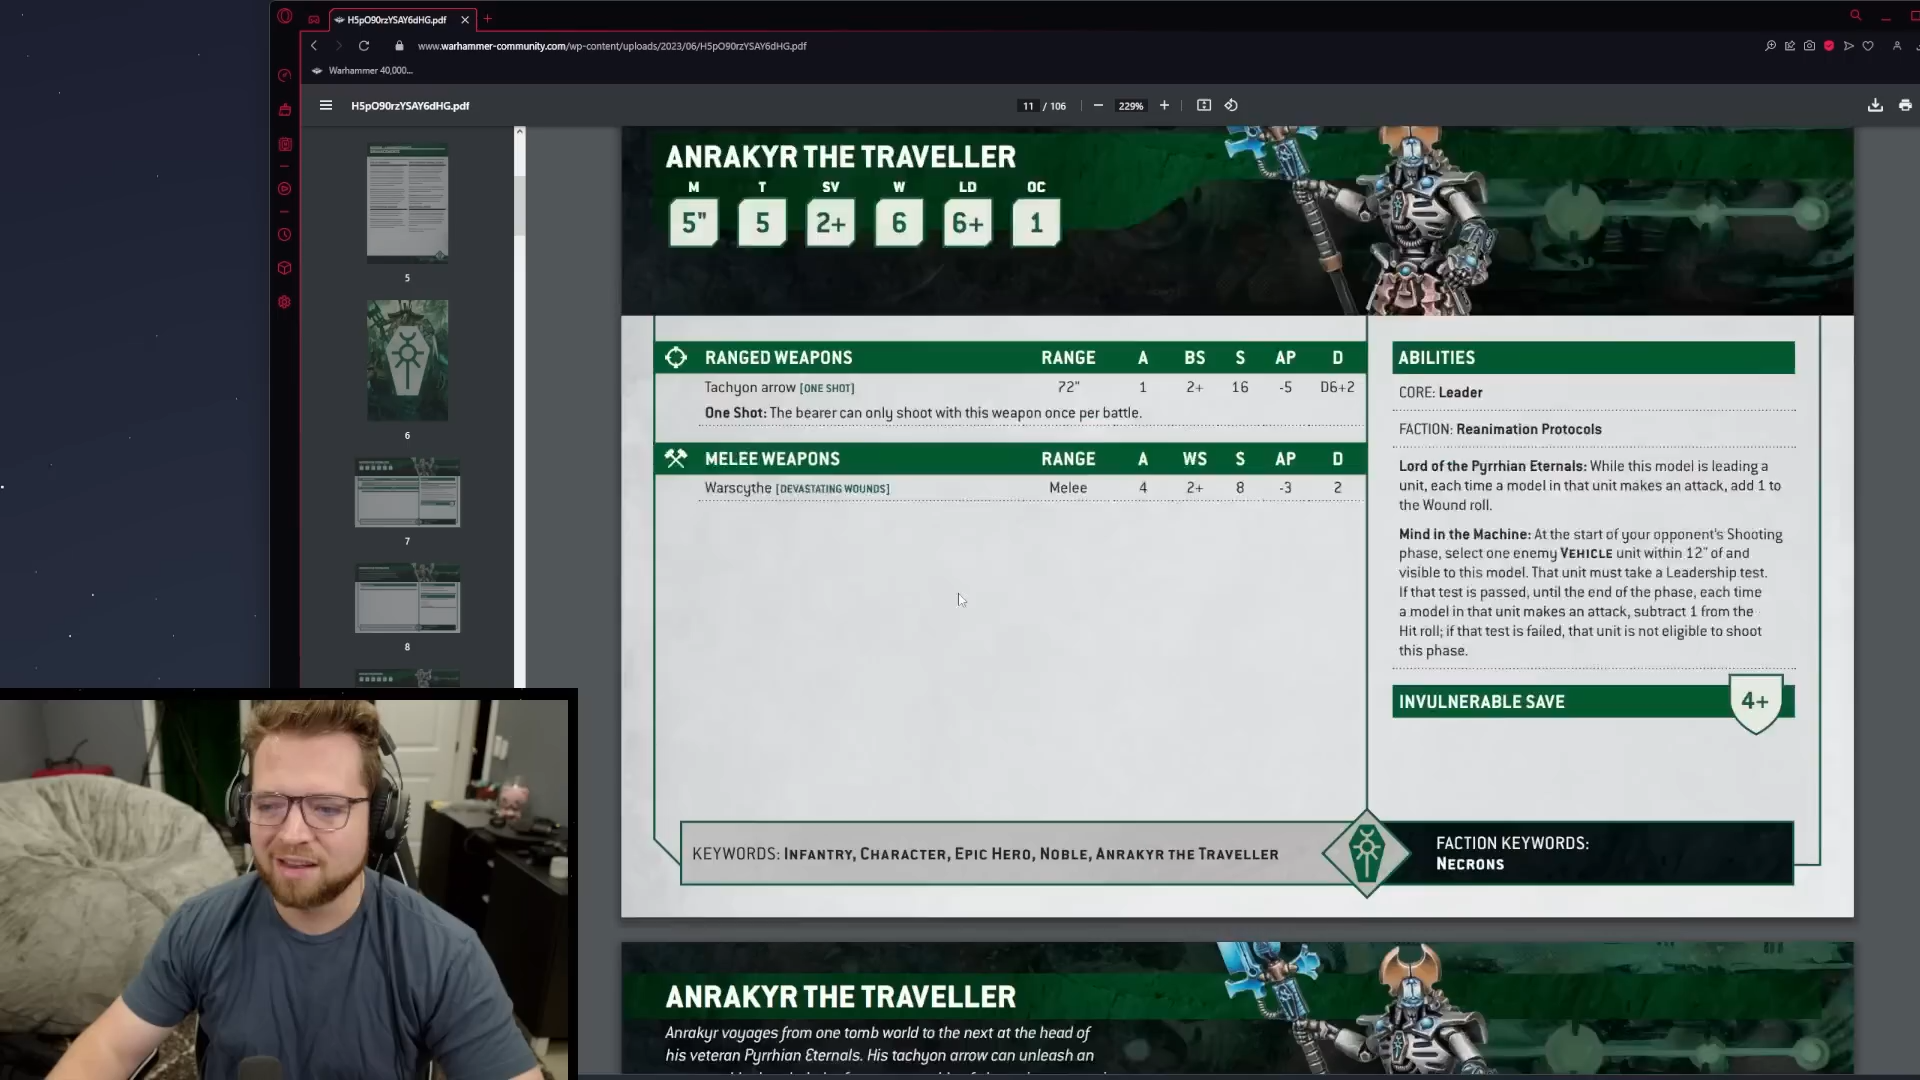 H5pO90rzYSAY6dHG.pdf
www.warhammer-community.com/wp-content/uploads/2023/06/H5pO90rzYSAY6dHG.pdf
Warhammer 40,000...
H5pO90rzYSAY6dHG.pdf
11 / 106
229%
5
6
7
8
ANRAKYR THE TRAVELLER
M T SV W LD OC
5" 5 2+ 6 6+ 1
RANGED WEAPONS RANGE A BS S AP D
Tachyon arrow [ONE SHOT] 72" 1 2+ 16 -5 D6+2
One Shot: The bearer can only shoot with this weapon once per battle.
MELEE WEAPONS RANGE A WS S AP D
Warscythe [DEVASTATING WOUNDS] Melee 4 2+ 8 -3 2
ABILITIES
CORE: Leader
FACTION: Reanimation Protocols
Lord of the Pyrrhian Eternals: While this model is leading a
unit, each time a model in that unit makes an attack, add 1 to
the Wound roll.
Mind in the Machine: At the start of your opponent's Shooting
phase, select one enemy VEHICLE unit within 12" of and
visible to this model. That unit must take a Leadership test.
If that test is passed, until the end of the phase, each time
a model in that unit makes an attack, subtract 1 from the
Hit roll; if that test is failed, that unit is not eligible to shoot
this phase.
INVULNERABLE SAVE 4+
KEYWORDS: INFANTRY, CHARACTER, EPIC HERO, NOBLE, ANRAKYR THE TRAVELLER
FACTION KEYWORDS:
NECRONS
ANRAKYR THE TRAVELLER
Anrakyr voyages from one tomb world to the next at the head of
his veteran Pyrrhian Eternals. His tachyon arrow can unleash an